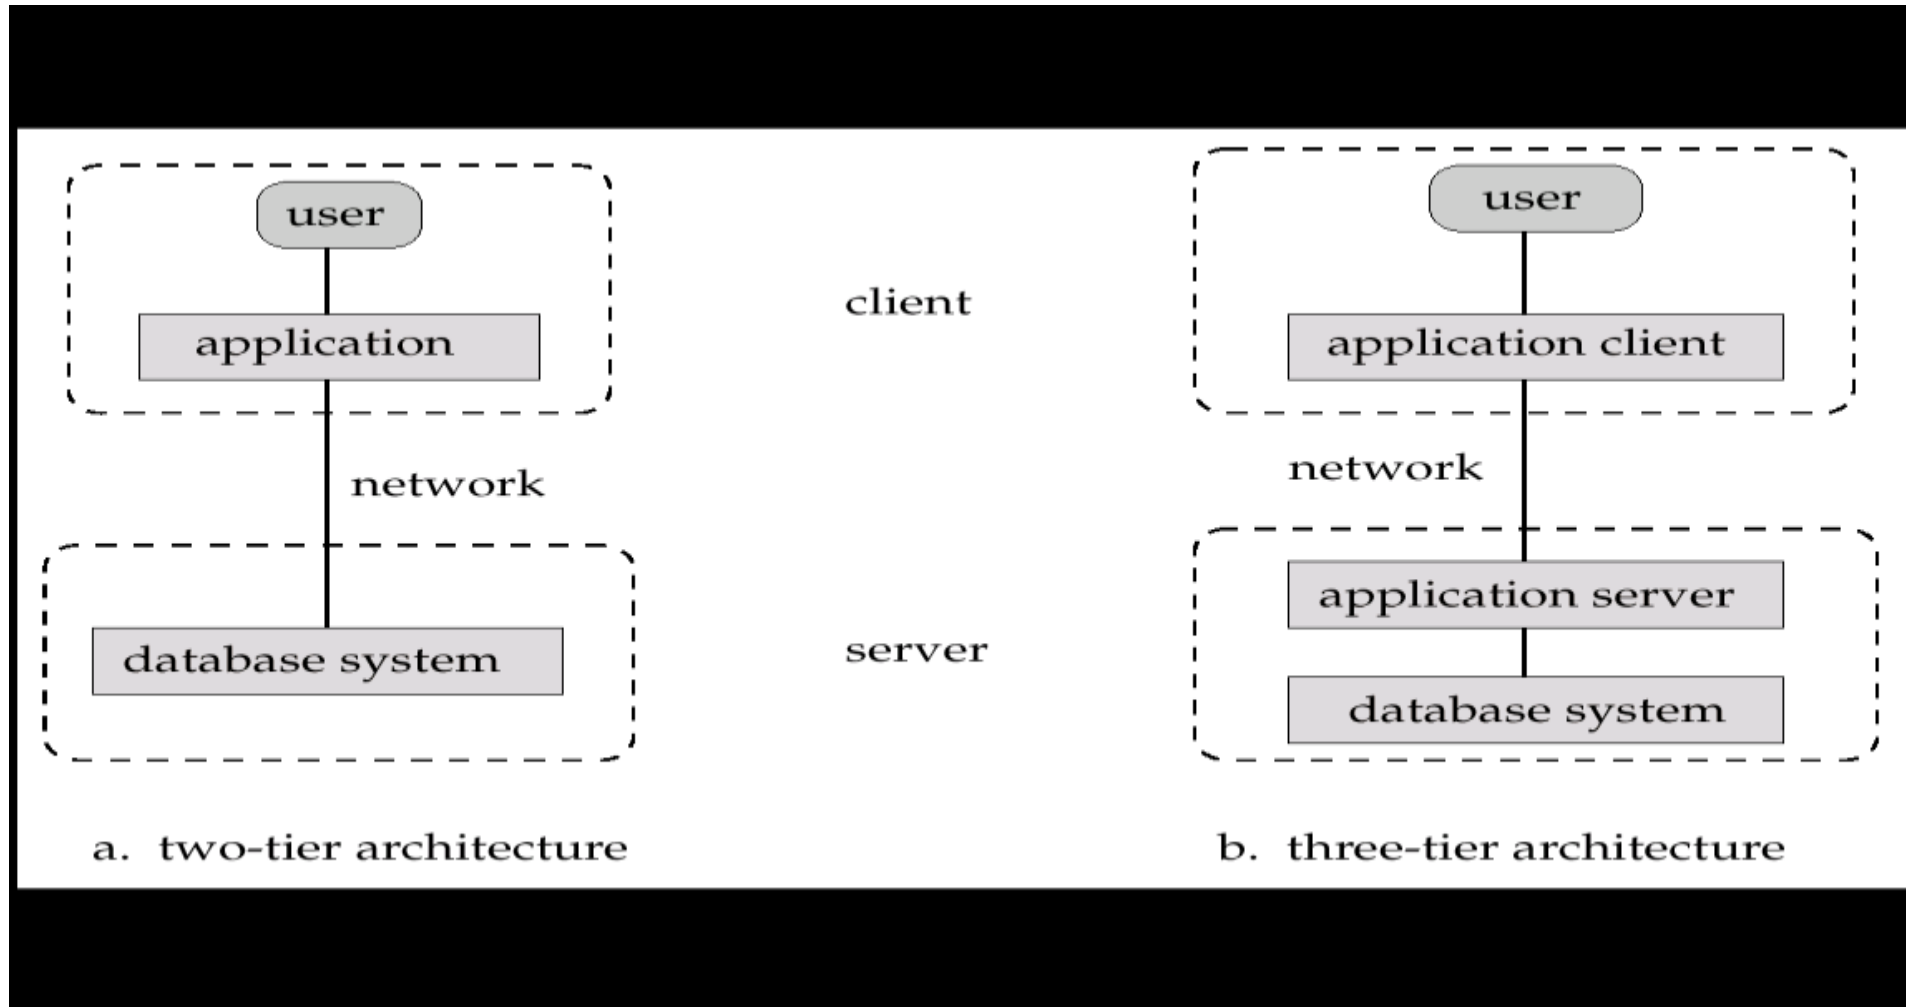 user
application
network
database system
a. two-tier architecture
client
server
user
application client
network
application server
database system
b. three-tier architecture